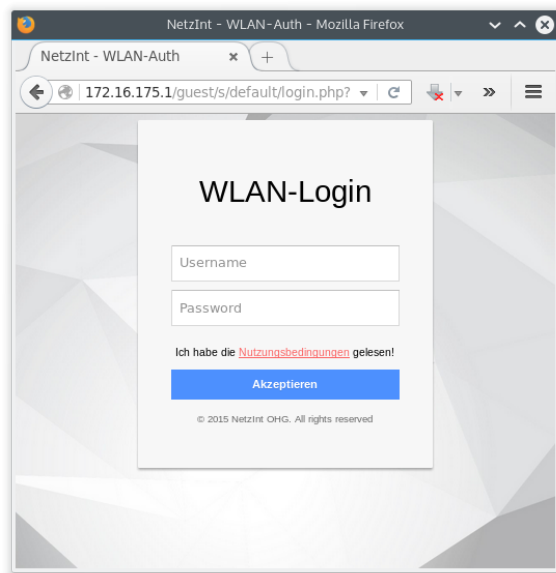 NetzInt - WLAN-Auth - Mozilla Firefox
NetzInt - WLAN-Auth
172.16.175.1/guest/s/default/login.php?
WLAN-Login
Username
Password
Ich habe die Nutzungsbedingungen gelesen!
Akzeptieren
© 2015 NetzInt OHG. All rights reserved